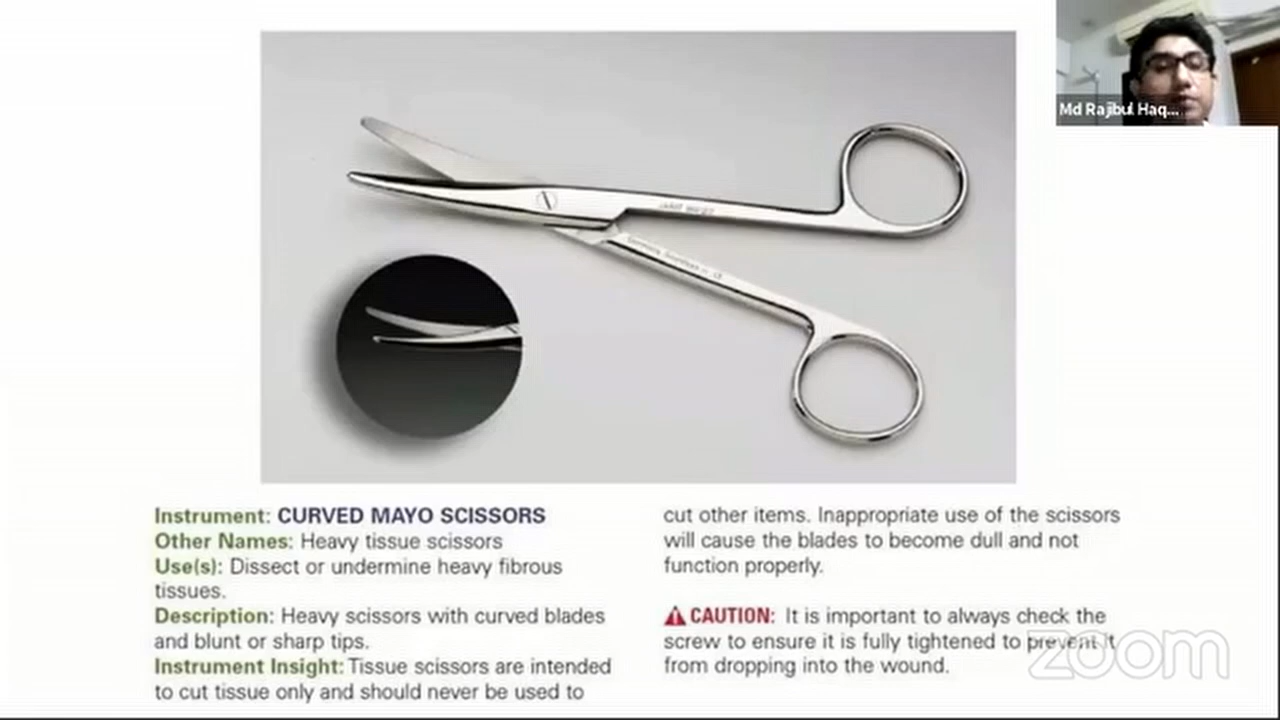 Md Rajibul Haq...
Instrument: CURVED MAYO SCISSORS
Other Names: Heavy tissue scissors
Use(s): Dissect or undermine heavy fibrous
tissues.
Description: Heavy scissors with curved blades
and blunt or sharp tips.
Instrument Insight: Tissue scissors are intended
to cut tissue only and should never be used to
cut other items. Inappropriate use of the scissors
will cause the blades to become dull and not
function properly.
CAUTION: It is important to always check the
screw to ensure it is fully tightened to prevent it
from dropping into the wound.
zoom